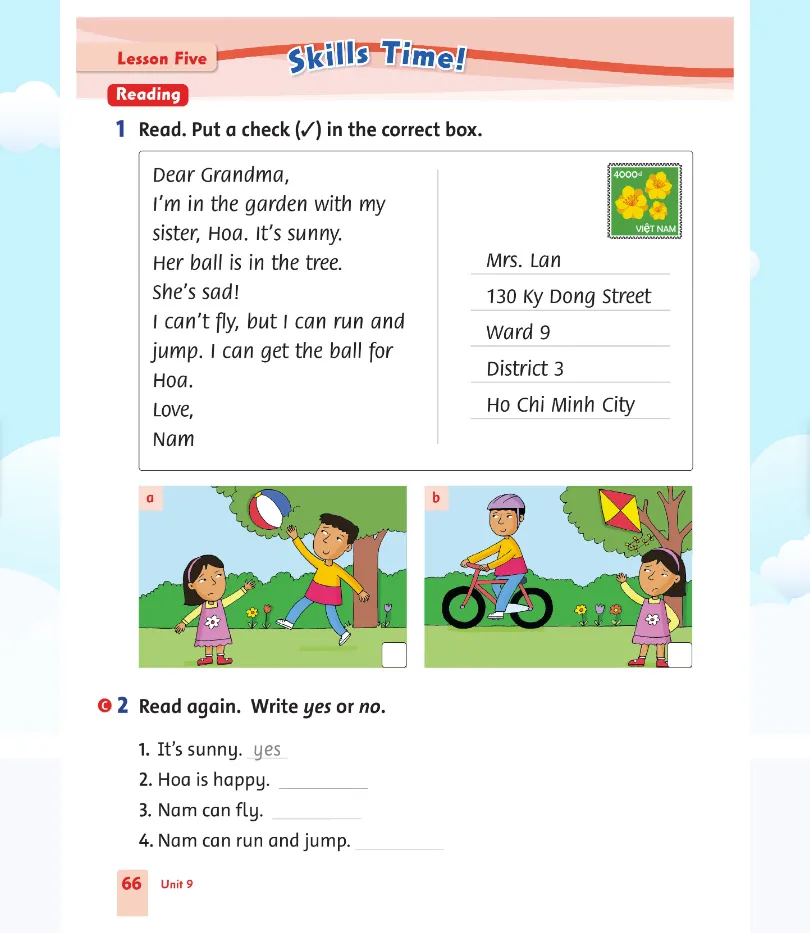 Lesson Five
Skills Time!
Reading
1 Read. Put a check (✓) in the correct box.
Dear Grandma,
I'm in the garden with my
sister, Hoa. It's sunny.
Her ball is in the tree.
She's sad!
I can't fly, but I can run and
jump. I can get the ball for
Hoa.
Love,
Nam
4000đ
VIỆT NAM
Mrs. Lan
130 Ky Dong Street
Ward 9
District 3
Ho Chi Minh City
a
b
C 2 Read again. Write yes or no.
1. It's sunny. yes
2. Hoa is happy.
3. Nam can fly.
4. Nam can run and jump.
66 Unit 9